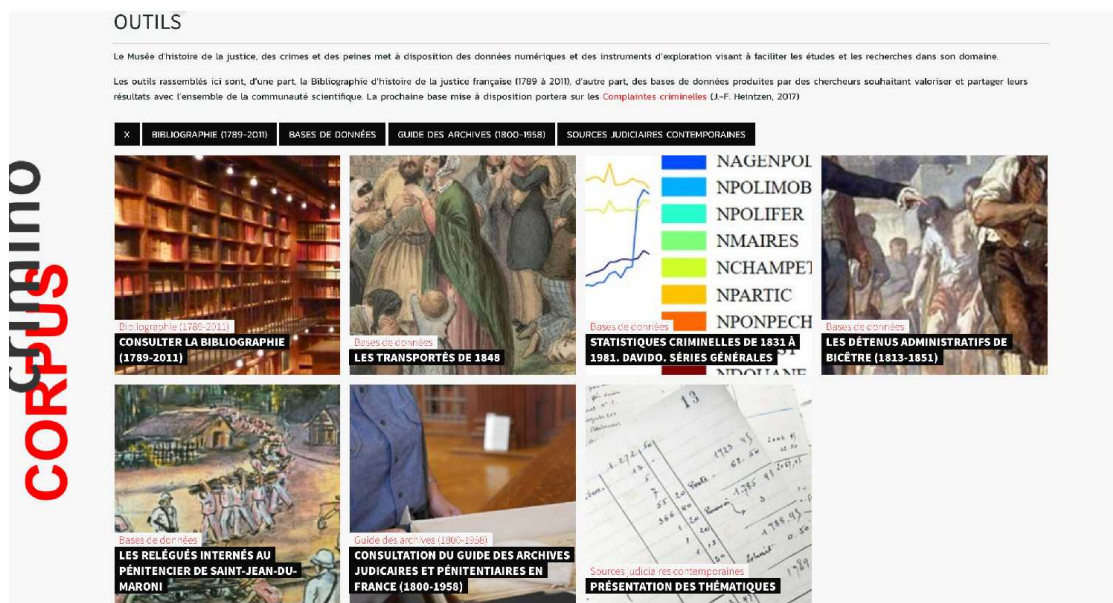 OUTILS
Le Musée d'histoire de la justice, des crimes et des peines met à disposition des données numériques et des instruments d'exploration visant à faciliter les études et les recherches dans son domaine.
Les outils rassemblés ici sont, d'une part, la Bibliographie d'histoire de la justice française (1789 à 2011), d'autre part, des bases de données produites par des chercheurs souhaitant valoriser et partager leurs
résultats avec l'ensemble de la communauté scientifique. La prochaine base mise à disposition portera sur les Complaintes criminelles (J.-F. Heintzen, 2017)
X BIBLIOGRAPHIE (1789-2011) BASES DE DONNÉES GUIDE DES ARCHIVES (1800-1958) SOURCES JUDICIAIRES CONTEMPORAINES
criminoCORPUS
Bibliographie (1789-2011)
CONSULTER LA BIBLIOGRAPHIE
(1789-2011)
Bases de données
LES TRANSPORTÉS DE 1848
NAGENPOL
NPOLIMOB
NPOLIFER
NMAIRES
NCHAMPET
NPARTIC
NPONPECH
NDOUANE
Bases de données
STATISTIQUES CRIMINELLES DE 1831 À
1981. DAVIDO. SÉRIES GÉNÉRALES
Bases de données
LES DÉTENUS ADMINISTRATIFS DE
BICÊTRE (1813-1851)
Bases de données
LES RELÉGUÉS INTERNÉS AU
PÉNITENCIER DE SAINT-JEAN-DU-
MARONI
Guide des archives (1800-1958)
CONSULTATION DU GUIDE DES ARCHIVES
JUDICIAIRES ET PÉNITENTIAIRES EN
FRANCE (1800-1958)
13
Sources judiciaires contemporaines
PRÉSENTATION DES THÉMATIQUES